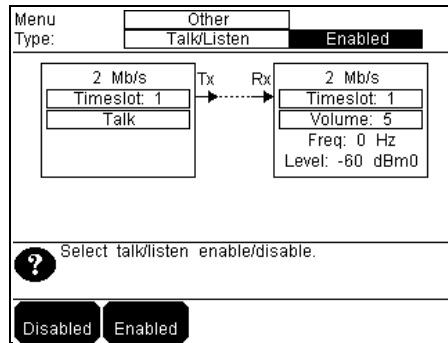 Menu Other
Type: Talk/Listen Enabled
2 Mb/s Tx Rx 2 Mb/s
Timeslot: 1 Timeslot: 1
Talk Volume: 5
Freq: 0 Hz
Level: -60 dBm0
? Select talk/listen enable/disable.
Disabled Enabled